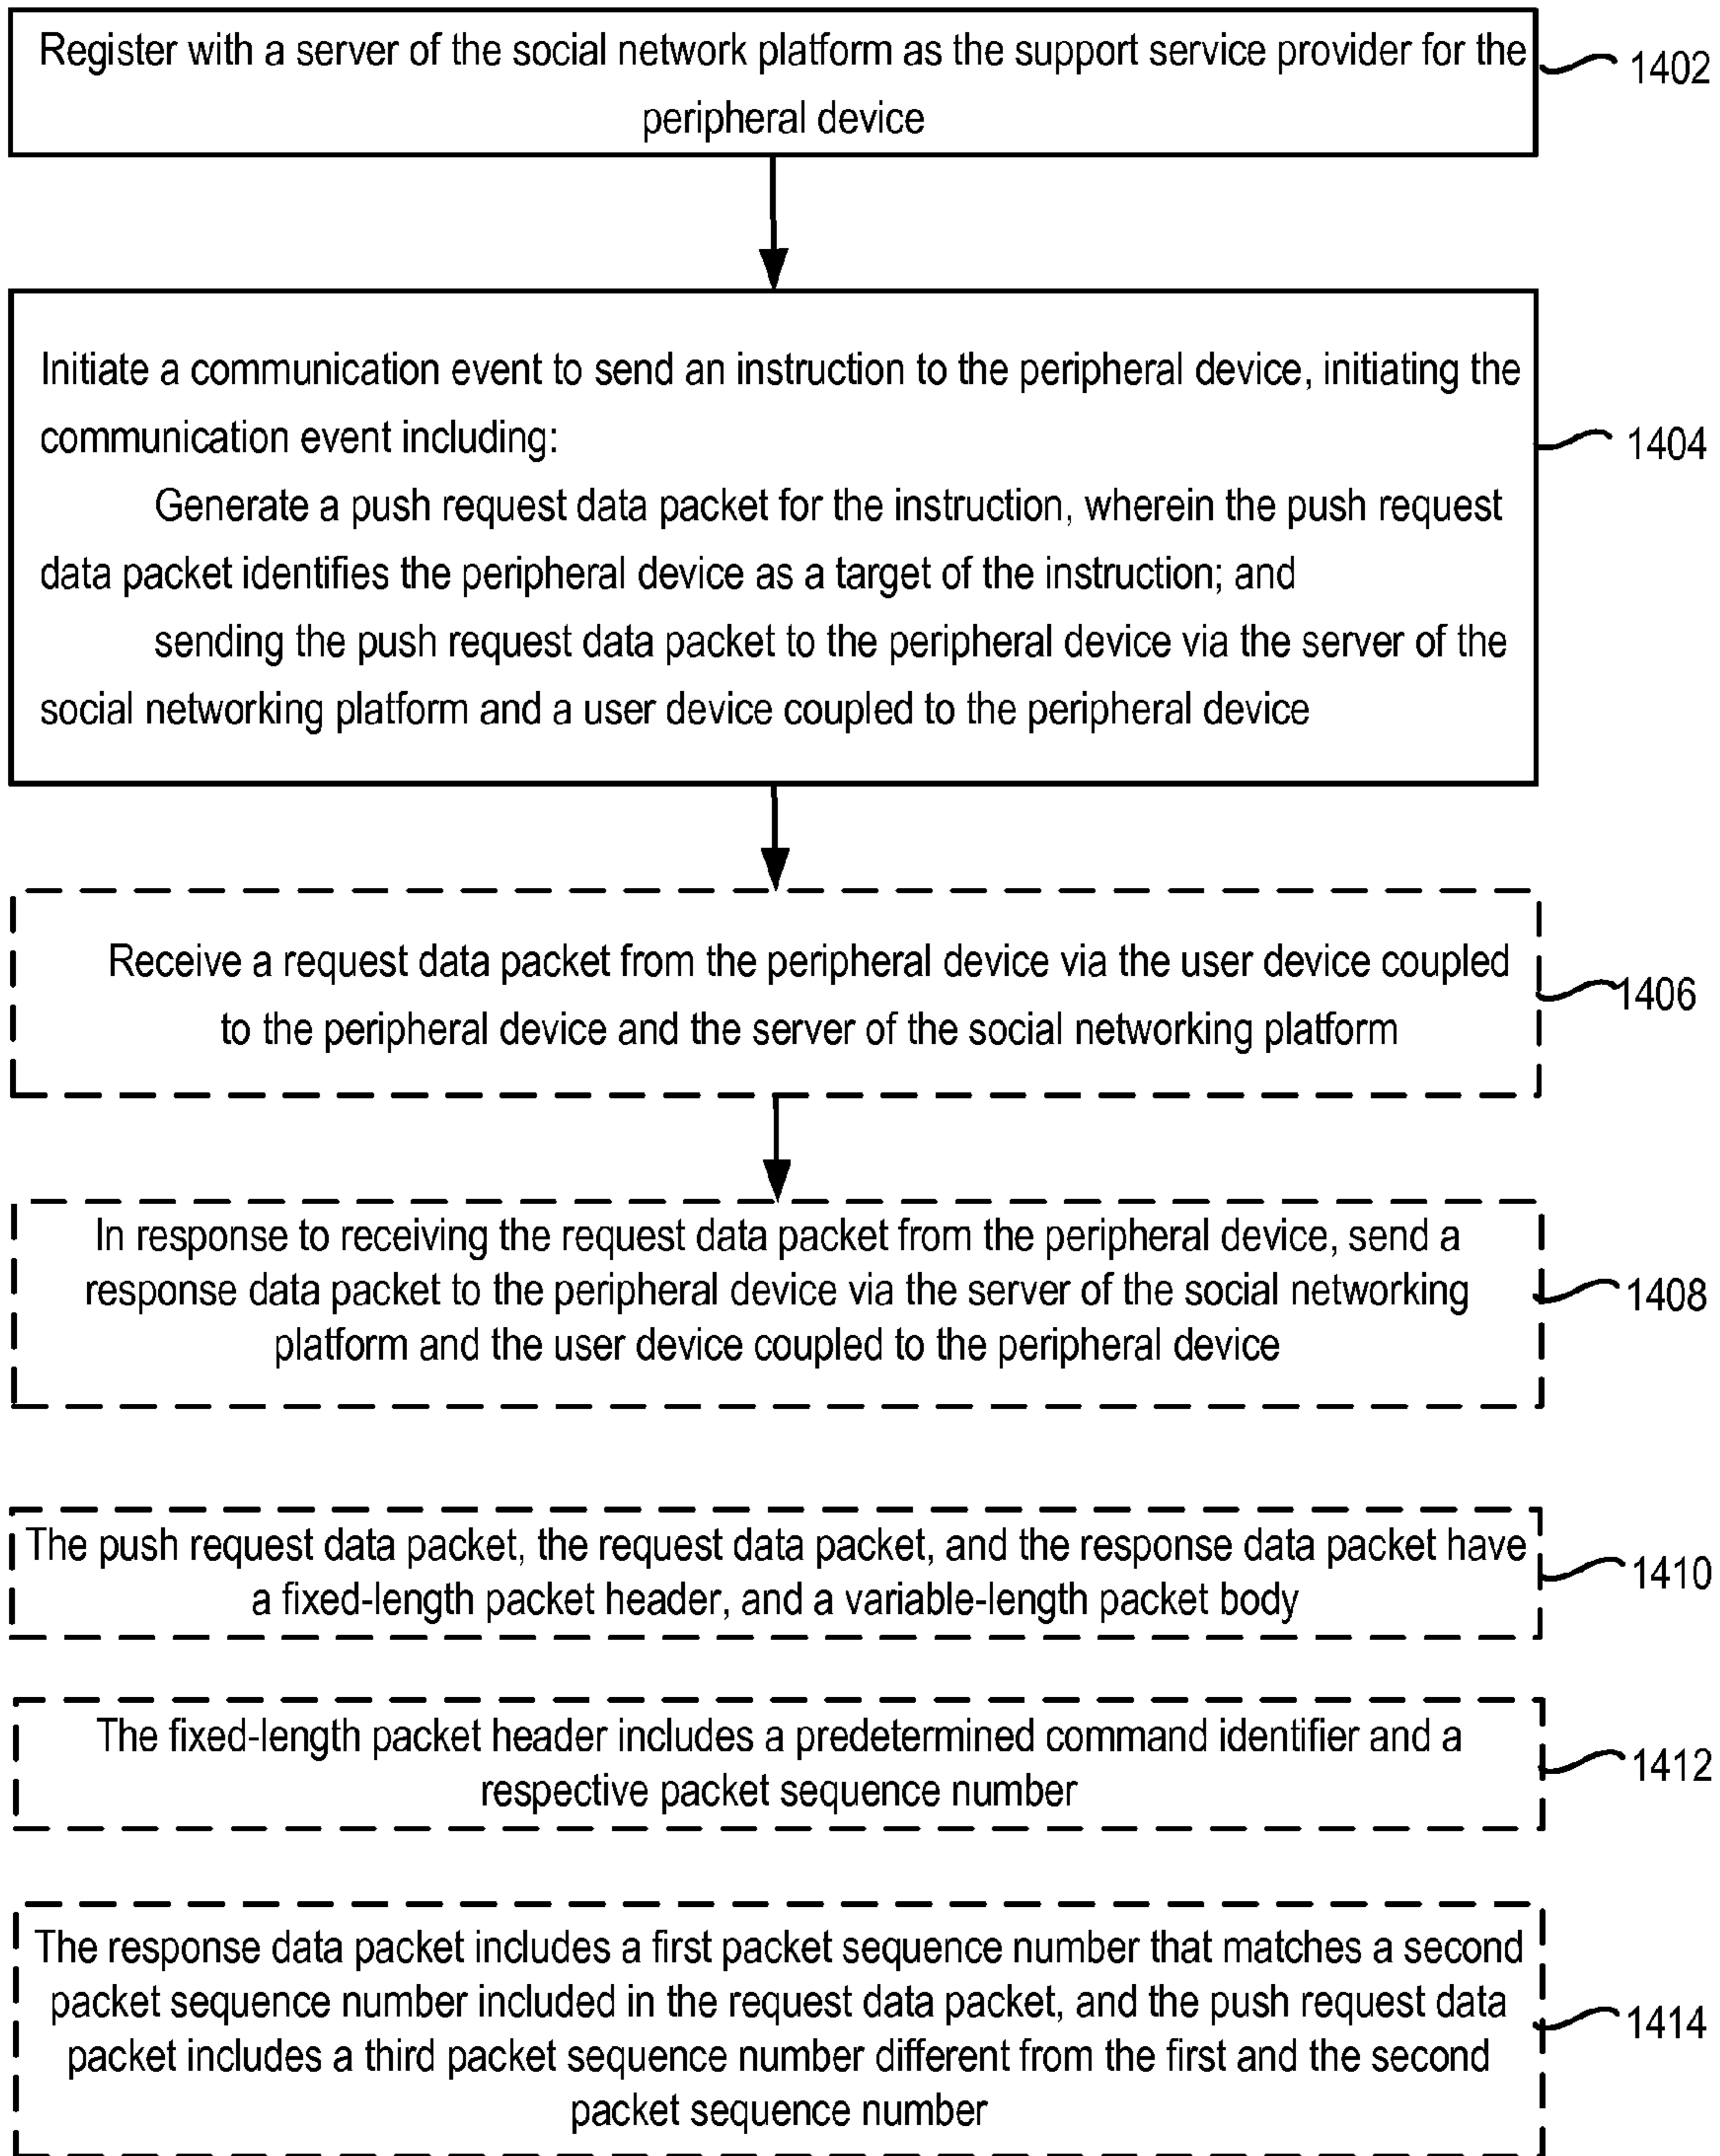 Register with a server of the social network platform as the support service provider for the
peripheral device
1402
Initiate a communication event to send an instruction to the peripheral device, initiating the
communication event including:
Generate a push request data packet for the instruction, wherein the push request
data packet identifies the peripheral device as a target of the instruction; and
sending the push request data packet to the peripheral device via the server of the
social networking platform and a user device coupled to the peripheral device
1404
Receive a request data packet from the peripheral device via the user device coupled
to the peripheral device and the server of the social networking platform
1406
In response to receiving the request data packet from the peripheral device, send a
response data packet to the peripheral device via the server of the social networking
platform and the user device coupled to the peripheral device
1408
The push request data packet, the request data packet, and the response data packet have
a fixed-length packet header, and a variable-length packet body
1410
The fixed-length packet header includes a predetermined command identifier and a
respective packet sequence number
1412
The response data packet includes a first packet sequence number that matches a second
packet sequence number included in the request data packet, and the push request data
packet includes a third packet sequence number different from the first and the second
packet sequence number
1414